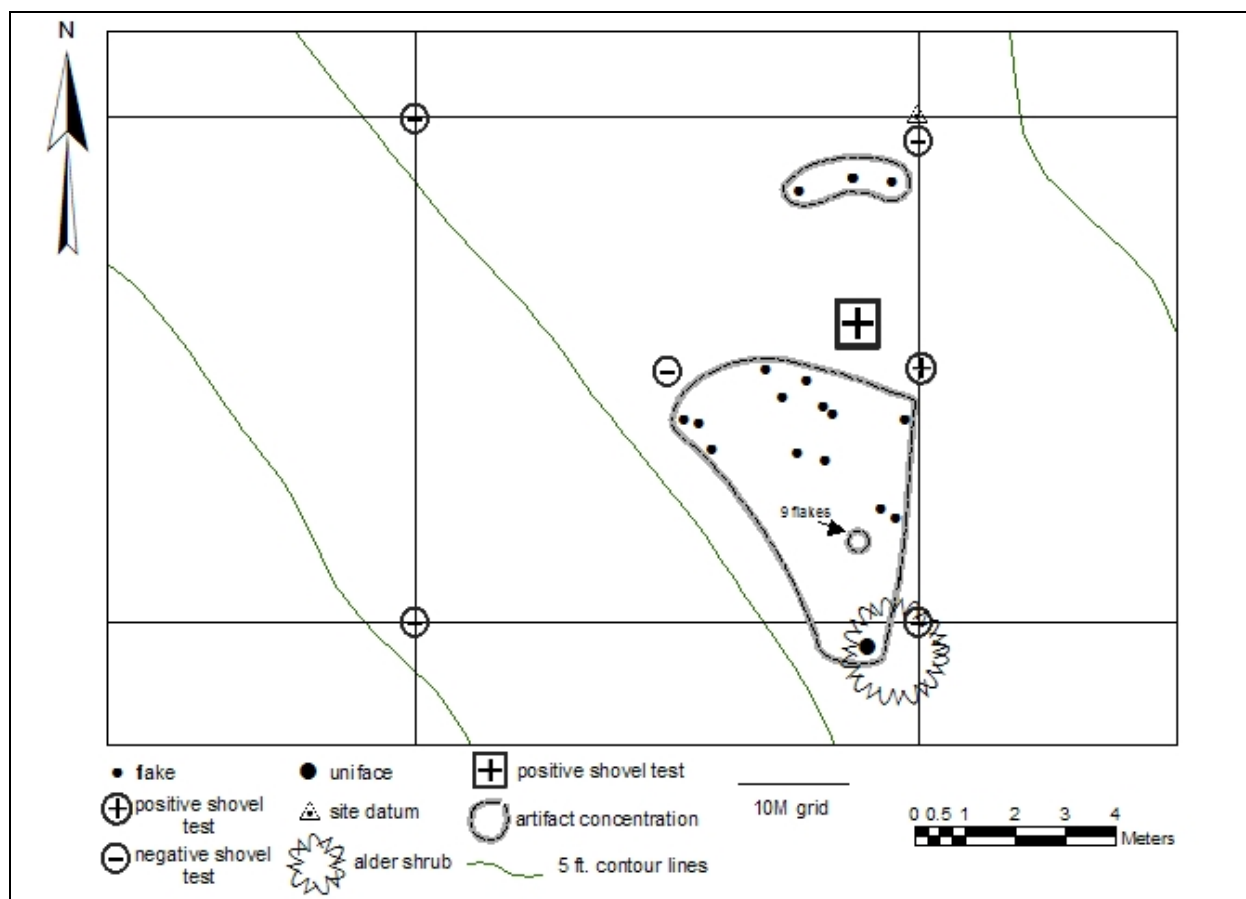 N
9 flakes
flake
uniface
positive shovel test
positive shovel
test
site datum
10M grid
artifact concentration
negative shovel
test
alder shrub
5 ft. contour lines
0 0.5 1 2 3 4
Meters